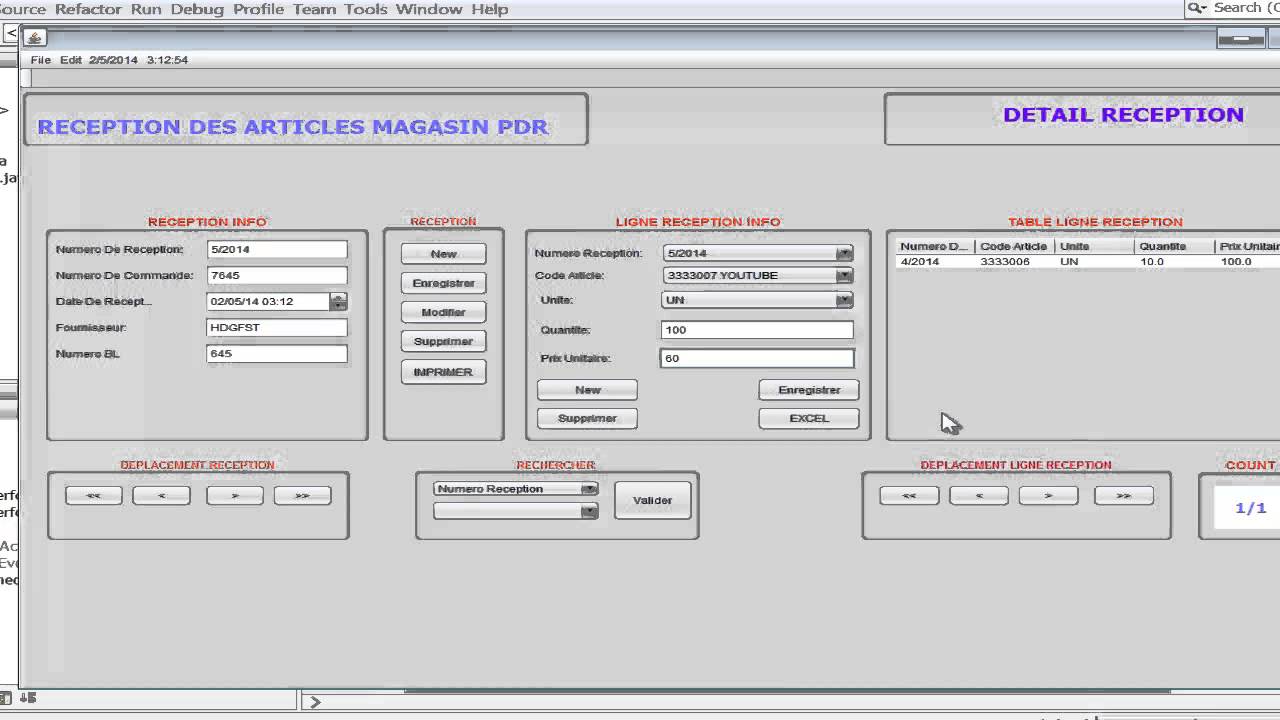 Source Refactor Run Debug Profile Team Tools Window Help
Search (C
File Edit 2/5/2014 3:12:54
RECEPTION DES ARTICLES MAGASIN PDR
DETAIL RECEPTION
RECEPTION INFO
Numero De Reception: 5/2014
Numero De Commande: 7645
Date De Recept... 02/05/14 03:12
Fournisseur: HDGFST
Numero BL 645
RECEPTION
New
Enregistrer
Modifier
Supprimer
IMPRIMER
LIGNE RECEPTION INFO
Numero Reception: 5/2014
Code Article: 3333007 YOUTUBE
Unite: UN
Quantite: 100
Prix Unitaire: 60
New Enregistrer
Supprimer EXCEL
TABLE LIGNE RECEPTION
Numero D... Code Article Unite Quantite Prix Unitair
4/2014 3333006 UN 10.0 100.0
DEPLACEMENT RECEPTION
<< < > >>
RECHERCHER
Numero Reception
Valider
DEPLACEMENT LIGNE RECEPTION
<< < > >>
COUNT
1/1